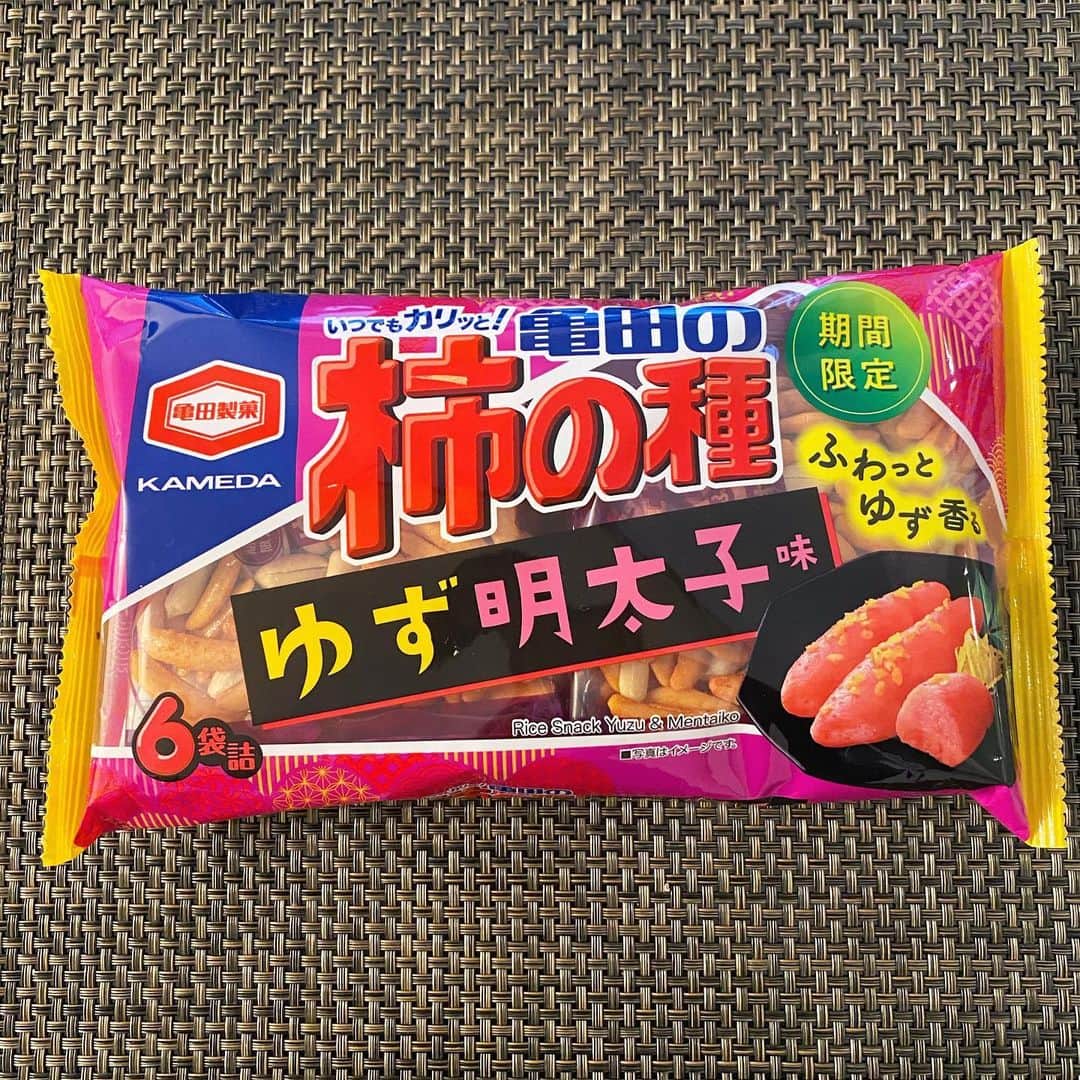 亀田製菓
KAMEDA
いつでもカリッと!亀田の
柿の種
期間
限定
ふわっと
ゆず香る
ゆず明太子味
6袋詰
Rice Snack Yuzu & Mentaiko
■写真はイメージです。